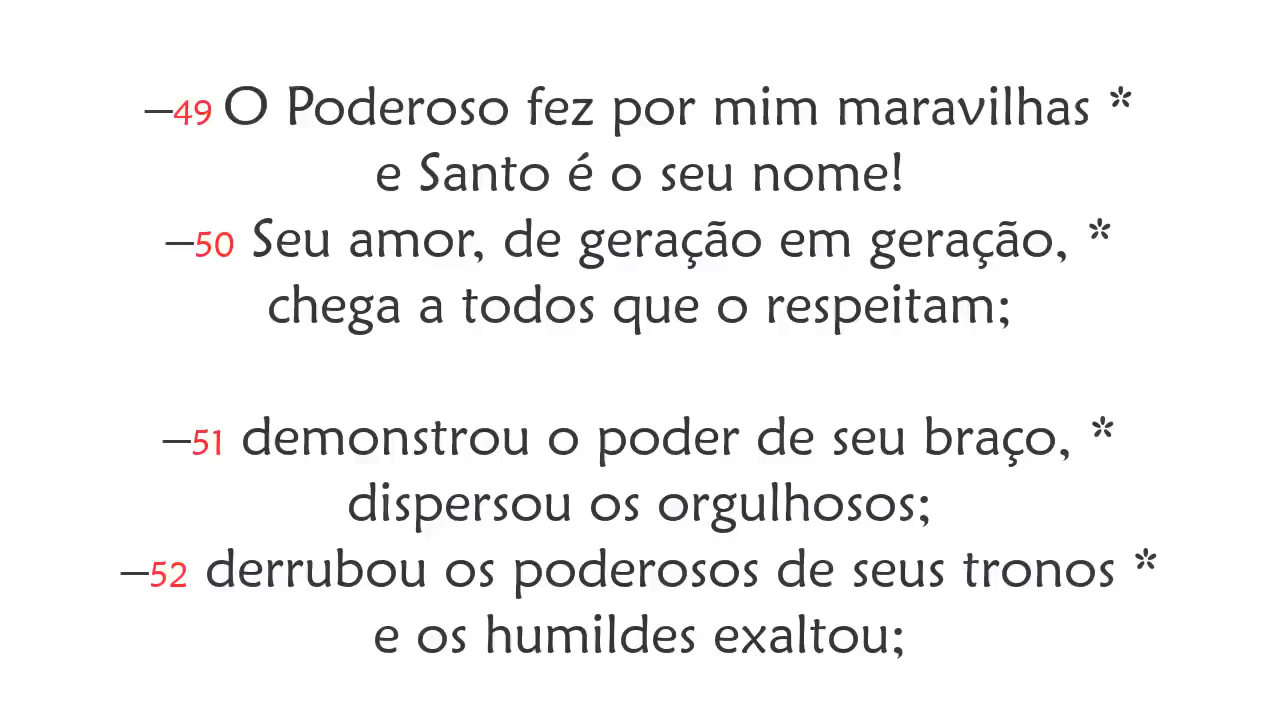 –49 O Poderoso fez por mim maravilhas *
e Santo é o seu nome!
–50 Seu amor, de geração em geração, *
chega a todos que o respeitam;
–51 demonstrou o poder de seu braço, *
dispersou os orgulhosos;
–52 derrubou os poderosos de seus tronos *
e os humildes exaltou;